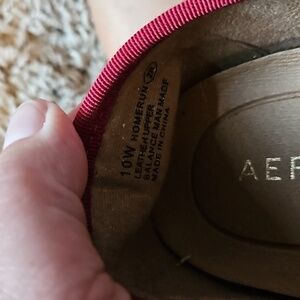 10W HOMERUN
LEATHER UPPER
BALANCE MAN MADE
MADE IN CHINA
AER